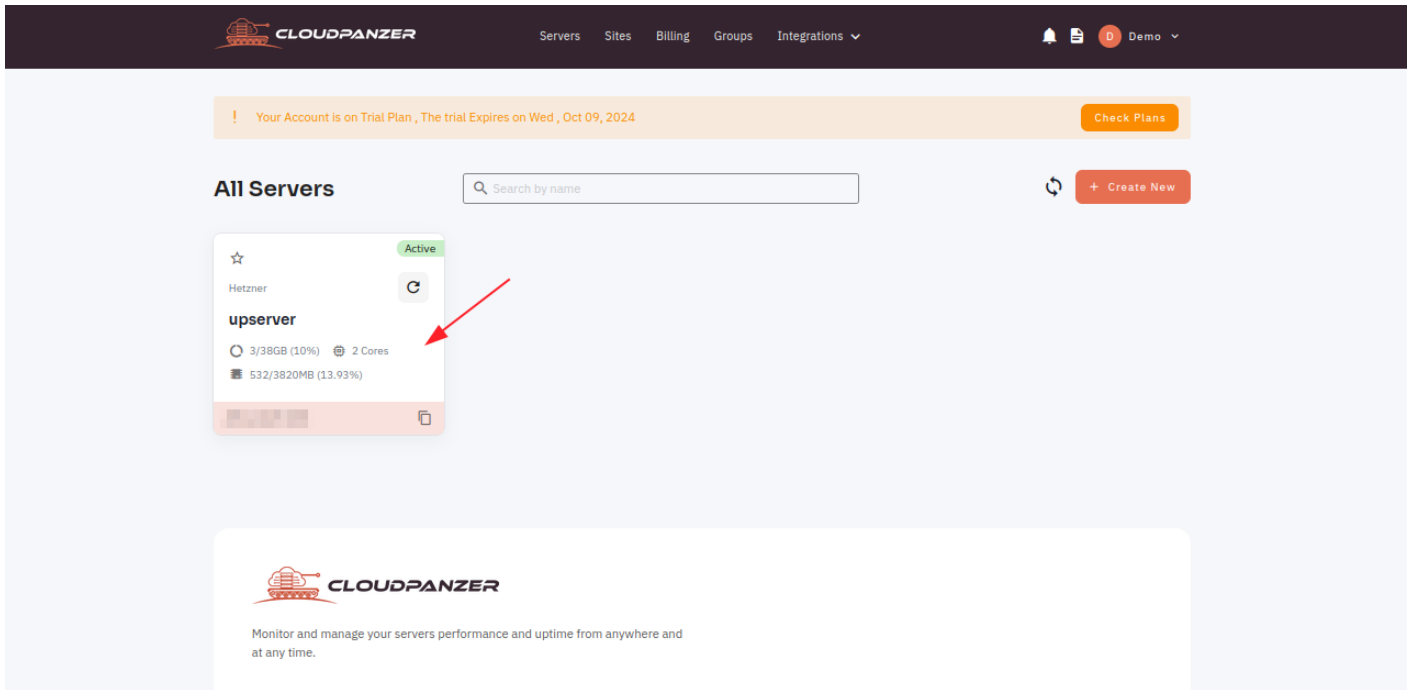 CLOUDPANZER
Servers Sites Billing Groups Integrations
D Demo
! Your Account is on Trial Plan , The trial Expires on Wed , Oct 09, 2024
Check Plans
All Servers
Search by name
+ Create New
Active
Hetzner
upserver
3/38GB (10%) 2 Cores
532/3820MB (13.93%)
CLOUDPANZER
Monitor and manage your servers performance and uptime from anywhere and
at any time.